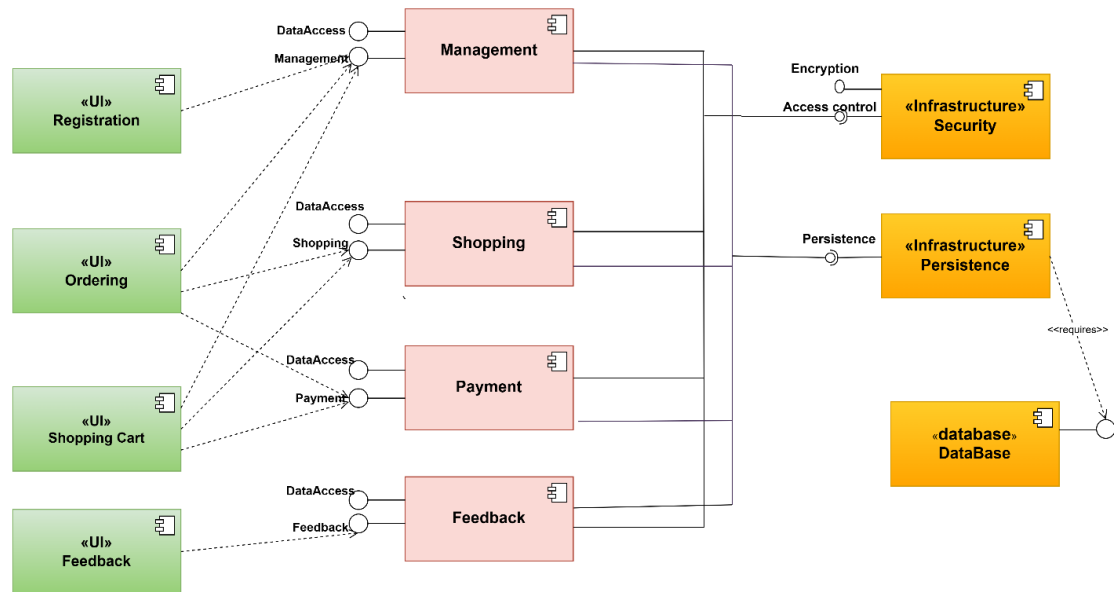 «UI»
Registration
«UI»
Ordering
«UI»
Shopping Cart
«UI»
Feedback
DataAccess
Management
Management
DataAccess
Shopping
Shopping
DataAccess
Payment
Payment
DataAccess
Feedback
Feedback
Encryption
Access control
«Infrastructure»
Security
Persistence
«Infrastructure»
Persistence
<<requires>>
«database»
DataBase